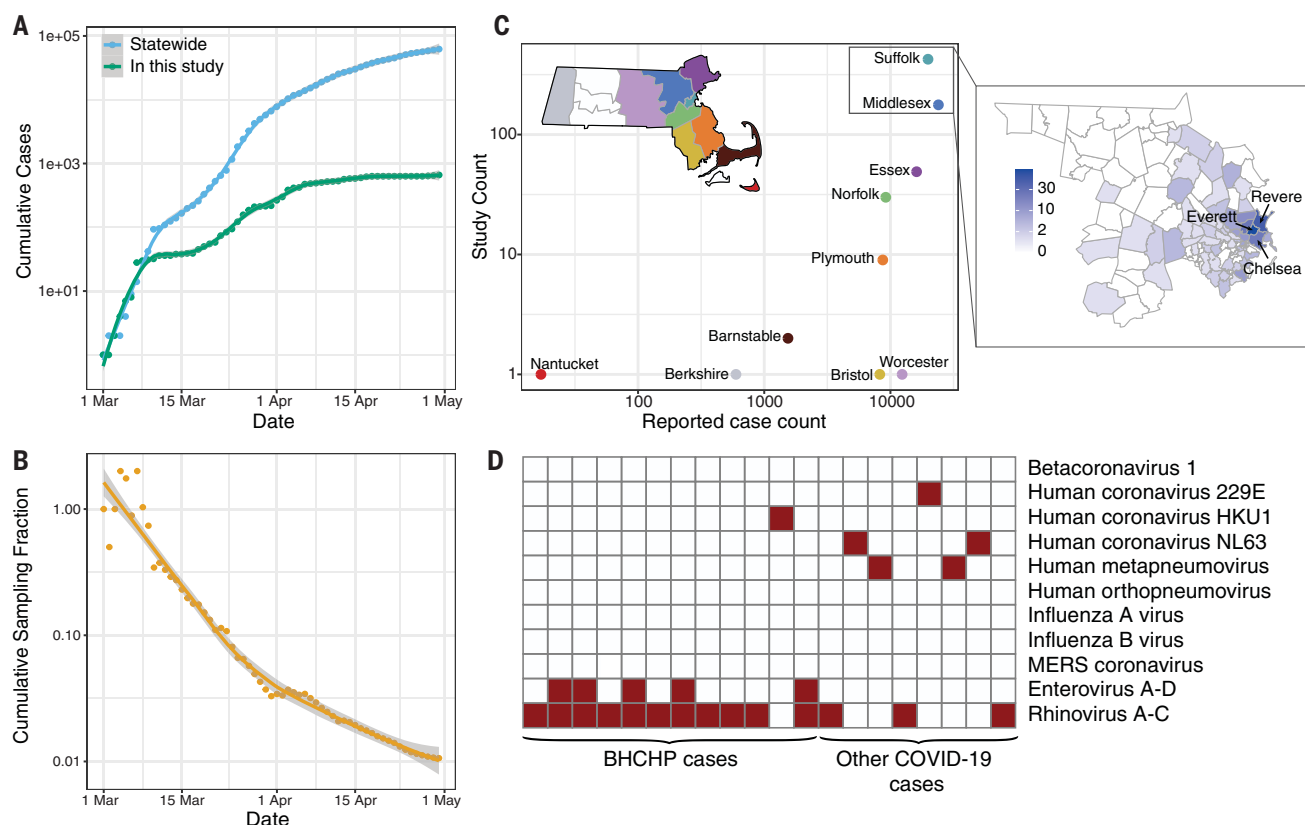 A
Cumulative Cases
1e+05
1e+03
1e+01
Statewide
In this study
1 Mar
15 Mar
1 Apr
15 Apr
1 May
Date
B
Cumulative Sampling Fraction
1.00
0.10
0.01
1 Mar
15 Mar
1 Apr
15 Apr
1 May
Date
C
Study Count
100
10
1
Suffolk
Middlesex
Essex
Norfolk
Plymouth
Barnstable
Nantucket
Berkshire
Bristol
Worcester
100
1000
10000
Reported case count
30
10
2
0
Revere
Everett
Chelsea
D
Betacoronavirus 1
Human coronavirus 229E
Human coronavirus HKU1
Human coronavirus NL63
Human metapneumovirus
Human orthopneumovirus
Influenza A virus
Influenza B virus
MERS coronavirus
Enterovirus A-D
Rhinovirus A-C
BHCHP cases
Other COVID-19
cases